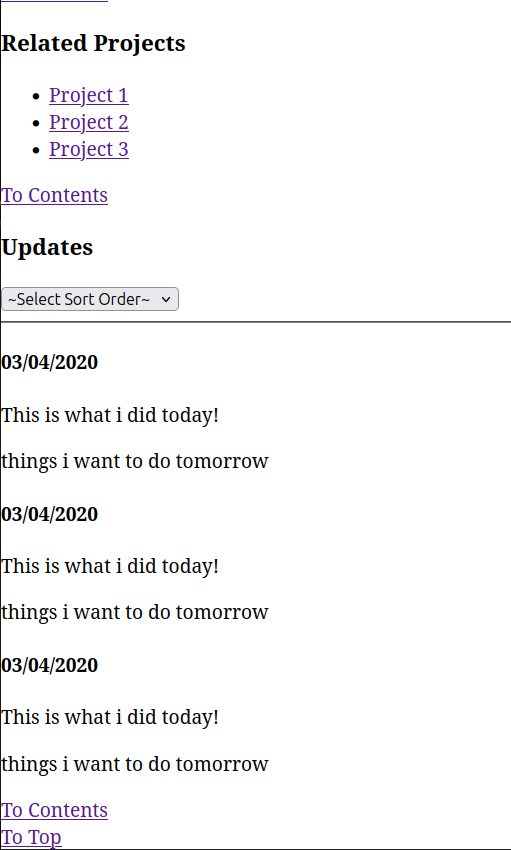 Related Projects
Project 1
Project 2
Project 3
To Contents
Updates
~Select Sort Order~
03/04/2020
This is what i did today!
things i want to do tomorrow
03/04/2020
This is what i did today!
things i want to do tomorrow
03/04/2020
This is what i did today!
things i want to do tomorrow
To Contents
To Top